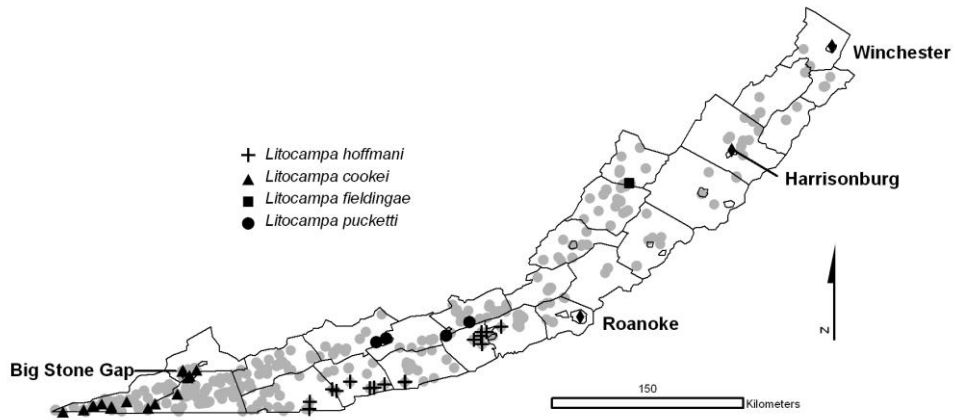 Winchester
Litocampa hoffmani
Litocampa cookei
Litocampa fieldingae
Litocampa pucketti
Harrisonburg
Roanoke
N
Big Stone Gap
150
Kilometers